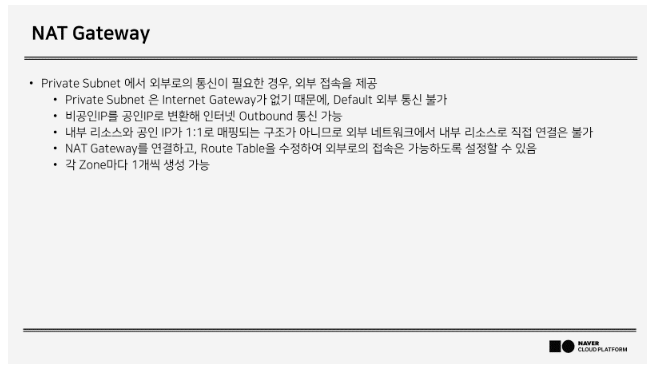 NAT Gateway
• Private Subnet 에서 외부로의 통신이 필요한 경우, 외부 접속을 제공
• Private Subnet 은 Internet Gateway가 없기 때문에, Default 외부 통신 불가
• 비공인IP를 공인IP로 변환해 인터넷 Outbound 통신 가능
• 내부 리소스와 공인 IP가 1:1로 매핑되는 구조가 아니므로 외부 네트워크에서 내부 리소스로 직접 연결은 불가
• NAT Gateway를 연결하고, Route Table을 수정하여 외부로의 접속은 가능하도록 설정할 수 있음
• 각 Zone마다 1개씩 생성 가능
NAVER
CLOUD PLATFORM